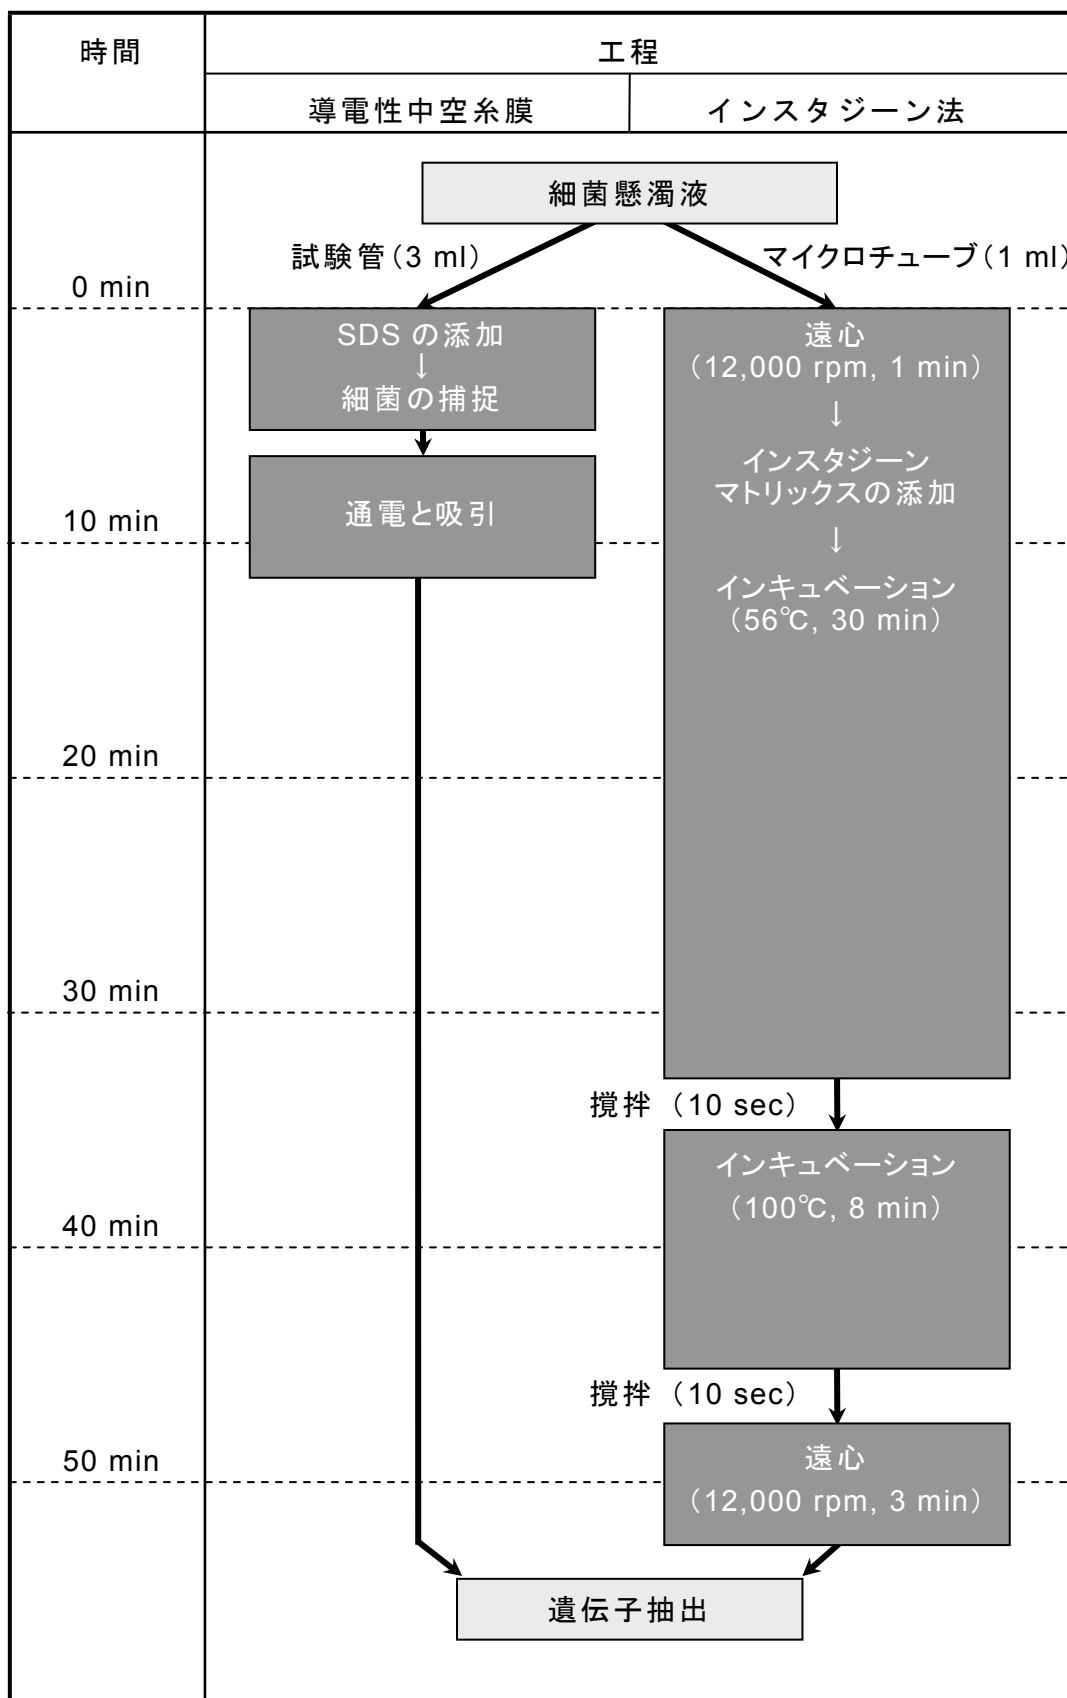 時間
工程
導電性中空糸膜
インスタジーン法
細菌懸濁液
試験管（3 ml）
マイクロチューブ（1 ml）
0 min
SDS の添加
↓
細菌の捕捉
遠心
（12,000 rpm, 1 min）
↓
インスタジーン
マトリックスの添加
↓
インキュベーション
（56℃, 30 min）
通電と吸引
10 min
20 min
30 min
撹拌（10 sec）
インキュベーション
（100℃, 8 min）
40 min
撹拌（10 sec）
50 min
遠心
（12,000 rpm, 3 min）
遺伝子抽出